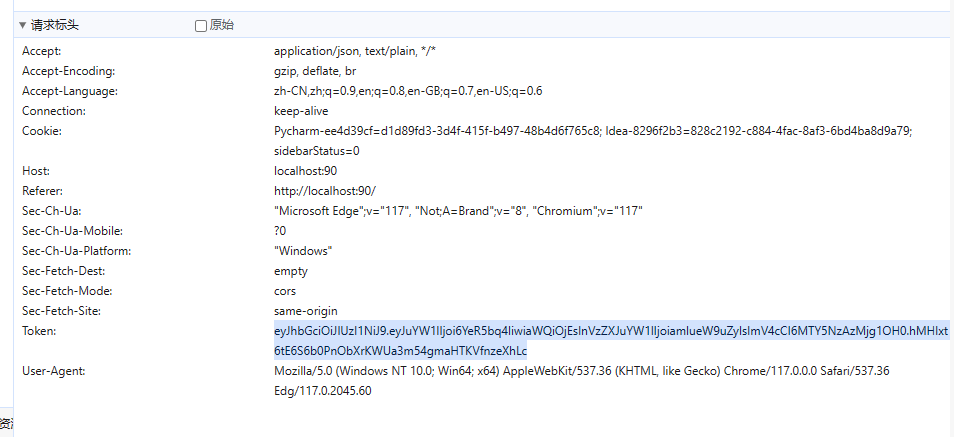 ▼ 请求标头 原始
Accept: application/json, text/plain, */*
Accept-Encoding: gzip, deflate, br
Accept-Language: zh-CN,zh;q=0.9,en;q=0.8,en-GB;q=0.7,en-US;q=0.6
Connection: keep-alive
Cookie: Pycharm-ee4d39cf=d1d89fd3-3d4f-415f-b497-48b4d6f765c8; Idea-8296f2b3=828c2192-c884-4fac-8af3-6bd4ba8d9a79;
sidebarStatus=0
Host: localhost:90
Referer: http://localhost:90/
Sec-Ch-Ua: "Microsoft Edge";v="117", "Not;A=Brand";v="8", "Chromium";v="117"
Sec-Ch-Ua-Mobile: ?0
Sec-Ch-Ua-Platform: "Windows"
Sec-Fetch-Dest: empty
Sec-Fetch-Mode: cors
Sec-Fetch-Site: same-origin
Token: eyJhbGciOiJIUzI1NiJ9.eyJuYW1lIjoi6YeR5bq4IiwiaWQiOjEsInVzZXJuYW1lIjoiamlueW9uZyIsImV4cCI6MTY5NzAzMjg1OH0.hMHIxt
6tE6S6b0PnObXrKWUa3m54gmaHTKVfnzeXhLc
User-Agent: Mozilla/5.0 (Windows NT 10.0; Win64; x64) AppleWebKit/537.36 (KHTML, like Gecko) Chrome/117.0.0.0 Safari/537.36
Edg/117.0.2045.60